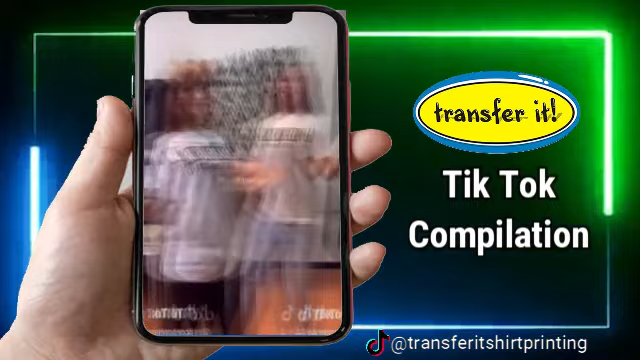 transfer it!
Tik Tok
Compilation
@transferitshirtprinting